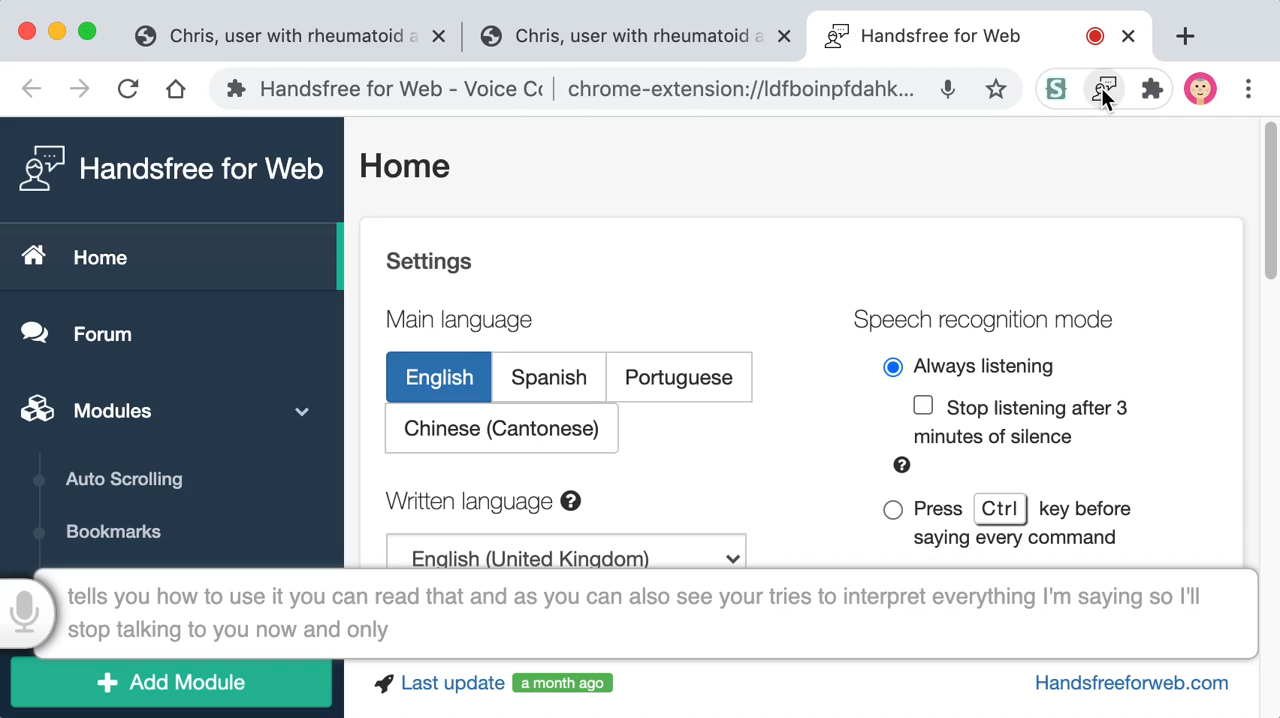 Chris, user with rheumatoid a
Chris, user with rheumatoid a
Handsfree for Web
Handsfree for Web - Voice Co
chrome-extension://ldfboinpfdahk...
S
Handsfree for Web
Home
Forum
Modules
Auto Scrolling
Bookmarks
Add Module
Home
Settings
Main language
English
Spanish
Portuguese
Chinese (Cantonese)
Written language ?
English (United Kingdom)
Speech recognition mode
Always listening
Stop listening after 3
minutes of silence
?
Press Ctrl key before
saying every command
tells you how to use it you can read that and as you can also see your tries to interpret everything I'm saying so I'll
stop talking to you now and only
Last update a month ago
Handsfreeforweb.com